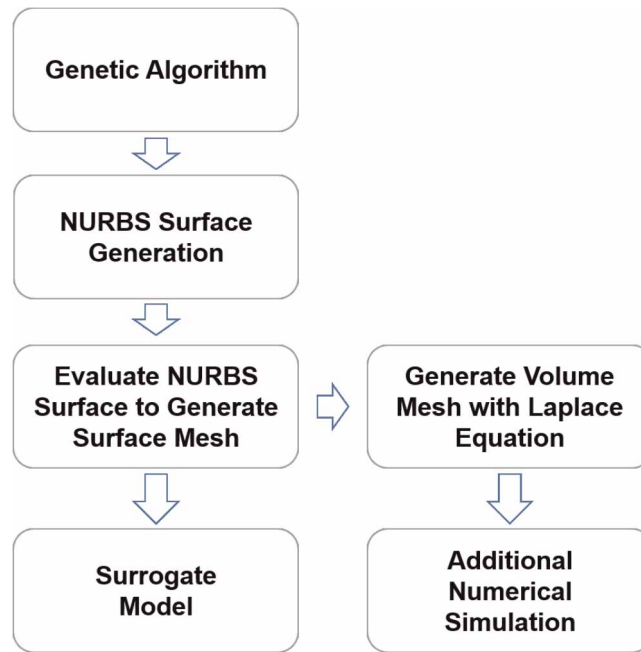 Genetic Algorithm
NURBS Surface
Generation
Evaluate NURBS
Surface to Generate
Surface Mesh
Generate Volume
Mesh with Laplace
Equation
Surrogate
Model
Additional
Numerical
Simulation